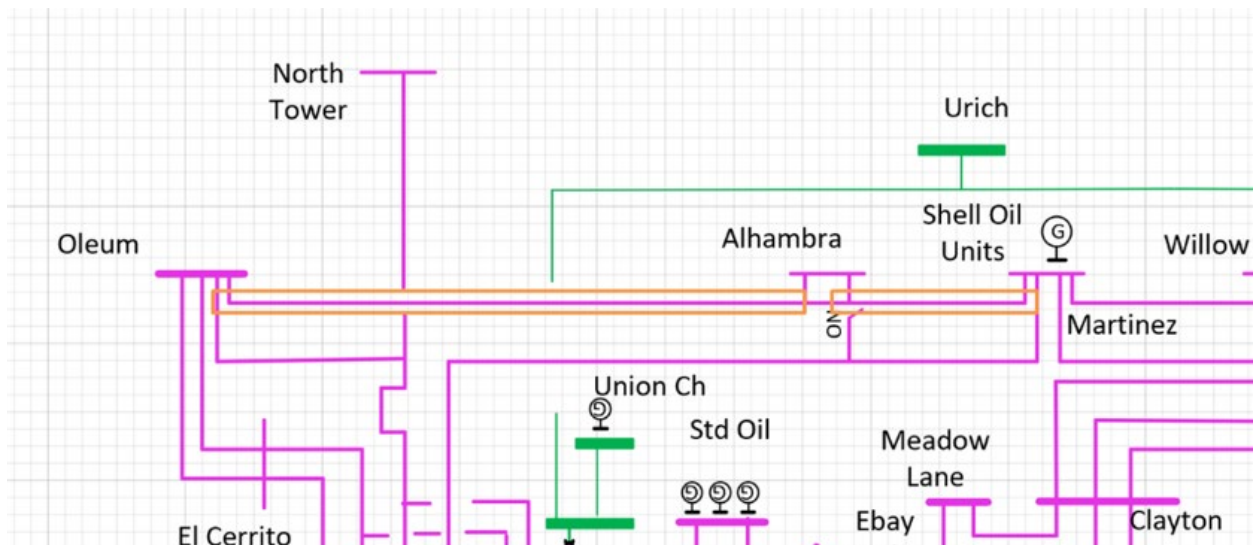 North
Tower
Urich
Oleum
Alhambra
Shell Oil
Units
G
Willow
NO
Martinez
Union Ch
G
Std Oil
G G G
Meadow
Lane
Ebay
Clayton
El Cerrito